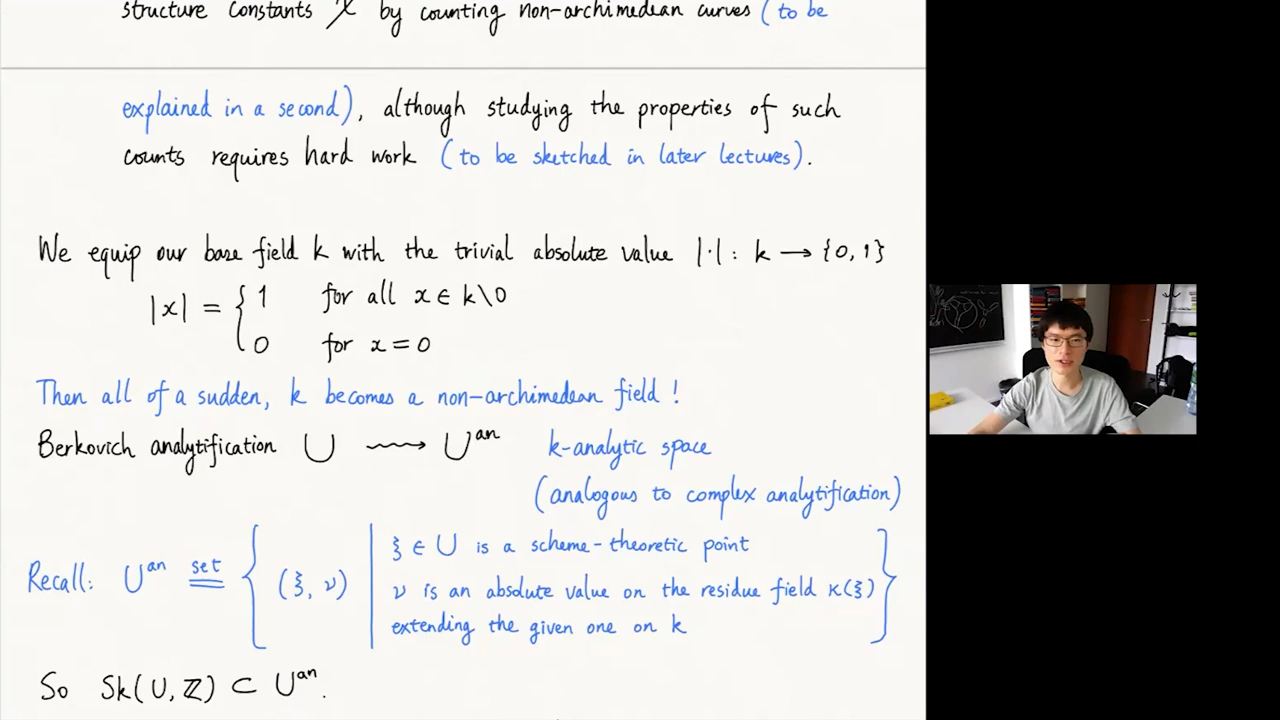 structure constants χ by counting non-archimedean curves (to be
explained in a second), although studying the properties of such
counts requires hard work (to be sketched in later lectures).
We equip our base field k with the trivial absolute value |·| : k → {0, 1}
|x| = { 1 for all x ∈ k\0
0 for x = 0
Then all of a sudden, k becomes a non-archimedean field !
Berkovich analytification U ⇝ U^an k-analytic space
(analogous to complex analytification)
Recall: U^an set = { (ξ, ν) | ξ ∈ U is a scheme-theoretic point
ν is an absolute value on the residue field κ(ξ)
extending the given one on k }
So Sk(U, ℤ) ⊂ U^an.